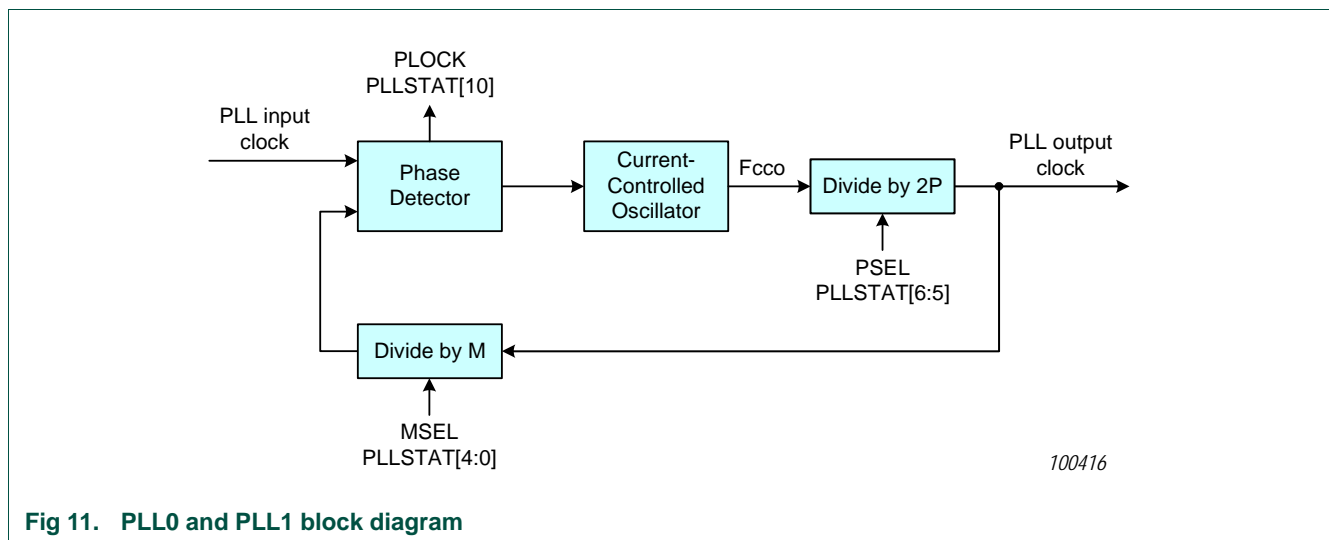 PLOCK
PLLSTAT[10]
PLL input
clock
Phase
Detector
Current-
Controlled
Oscillator
Fcco
Divide by 2P
PLL output
clock
PSEL
PLLSTAT[6:5]
Divide by M
MSEL
PLLSTAT[4:0]
100416
Fig 11. PLL0 and PLL1 block diagram